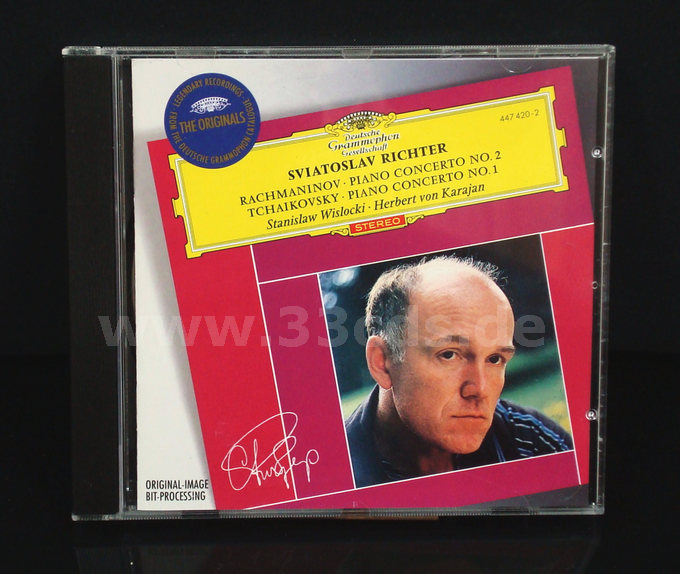 · LEGENDARY RECORDINGS ·
THE ORIGINALS
FROM THE DEUTSCHE GRAMMOPHON CATALOGUE
447 420-2
Deutsche
Grammophon
Gesellschaft
SVIATOSLAV RICHTER
RACHMANINOV · PIANO CONCERTO NO. 2
TCHAIKOVSKY · PIANO CONCERTO NO. 1
Stanislaw Wislocki · Herbert von Karajan
STEREO
www.33cds.de
ORIGINAL-IMAGE
BIT-PROCESSING